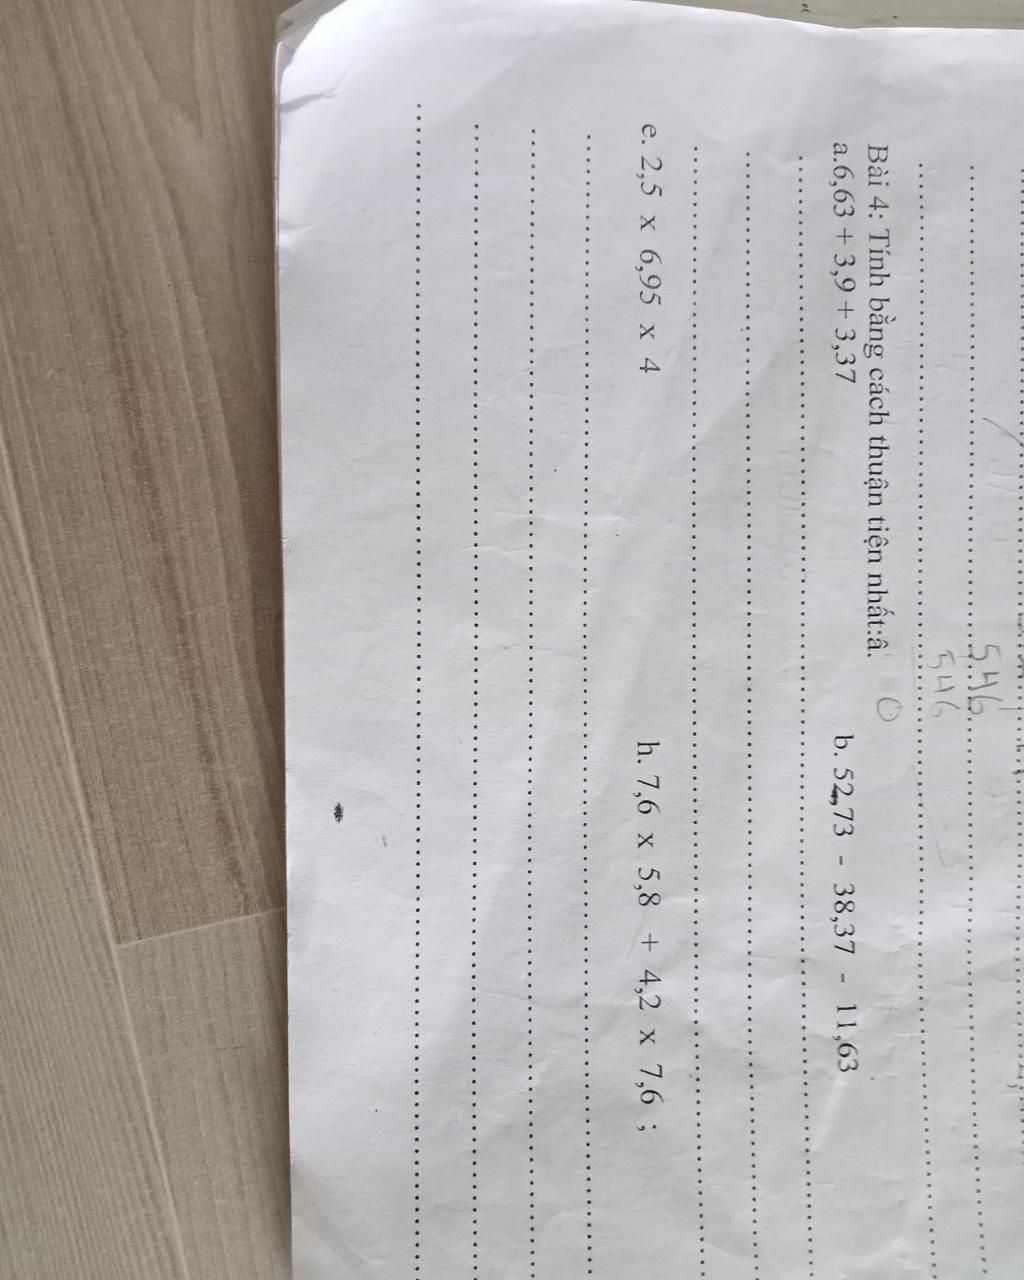 546
546
Bài 4: Tính bằng cách thuận tiện nhất:â.
a.6,63 + 3,9 + 3,37 b. 52,73 - 38,37 - 11,63
e. 2,5 x 6,95 x 4 h. 7,6 x 5,8 + 4,2 x 7,6 ;